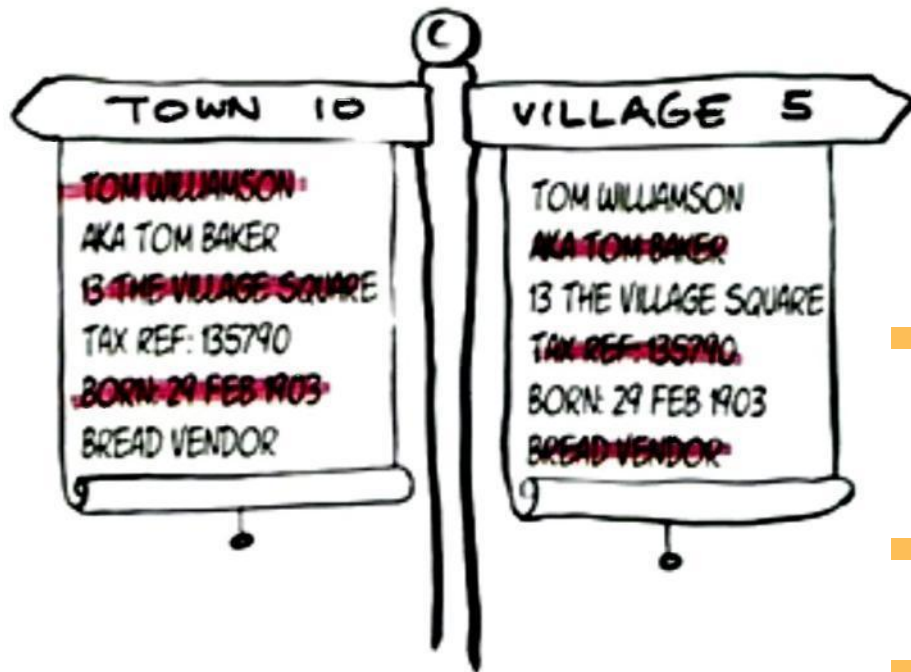 TOWN 10
TOM WILLIAMSON
AKA TOM BAKER
13 THE VILLAGE SQUARE
TAX REF: 135790
BORN: 29 FEB 1903
BREAD VENDOR
VILLAGE 5
TOM WILLIAMSON
AKA TOM BAKER
13 THE VILLAGE SQUARE
TAX REF: 135790
BORN: 29 FEB 1903
BREAD VENDOR